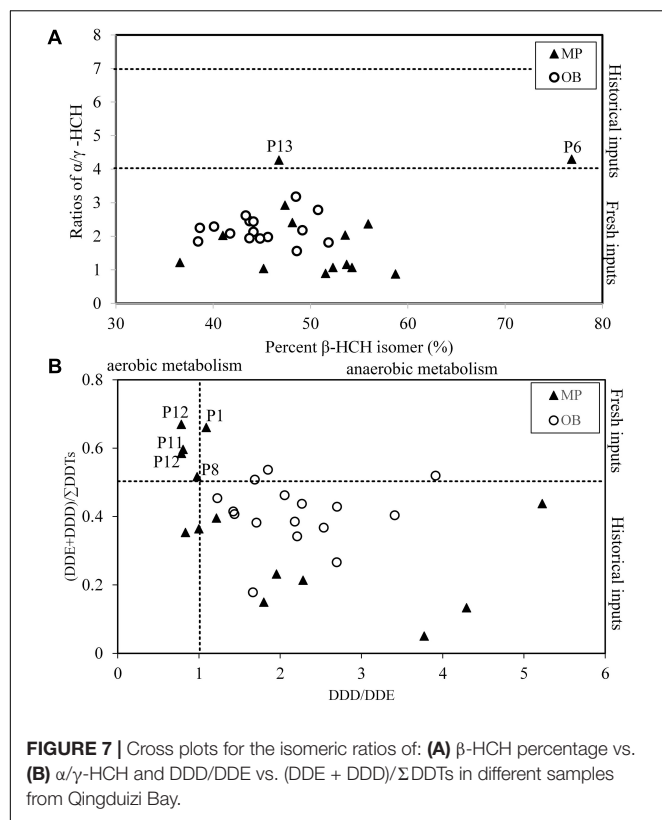 A
8
7
6
5
4
3
2
1
0
Ratios of α/γ -HCH
MP
OB
P13
P6
Historical inputs
Fresh inputs
30 40 50 60 70 80
Percent β-HCH isomer (%)
B
aerobic metabolism anaerobic metabolism
0.8
0.6
0.4
0.2
0
(DDE+DDD)/∑DDTs
MP
OB
P12 P1
P11
P12
P8
Fresh inputs
Historical inputs
0 1 2 3 4 5 6
DDD/DDE
FIGURE 7 | Cross plots for the isomeric ratios of: (A) β-HCH percentage vs.
(B) α/γ-HCH and DDD/DDE vs. (DDE + DDD)/ΣDDTs in different samples
from Qingduizi Bay.